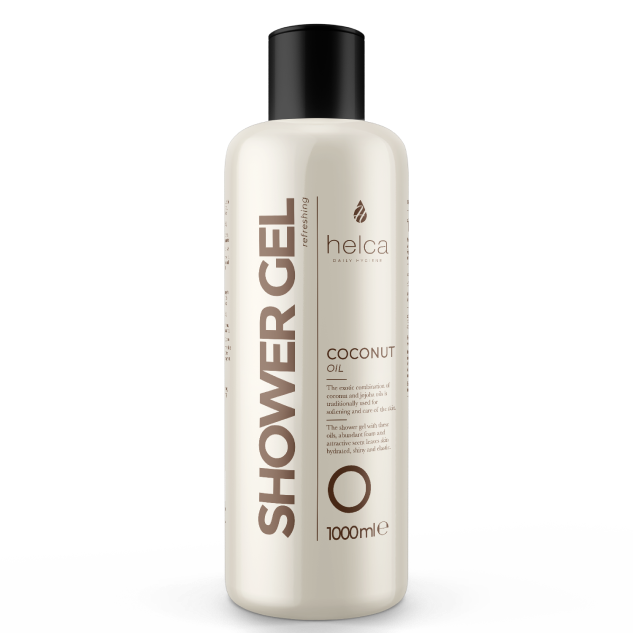 SHOWER GEL
refreshing
helca
DAILY HYGIENE
COCONUT
OIL
The exotic combination of
coconut and jojoba oils is
traditionally used for
softening and care of the skin.
The shower gel with these
oils, abundant foam and
attractive scent leaves skin
hydrated, shiny and elastic.
1000ml e